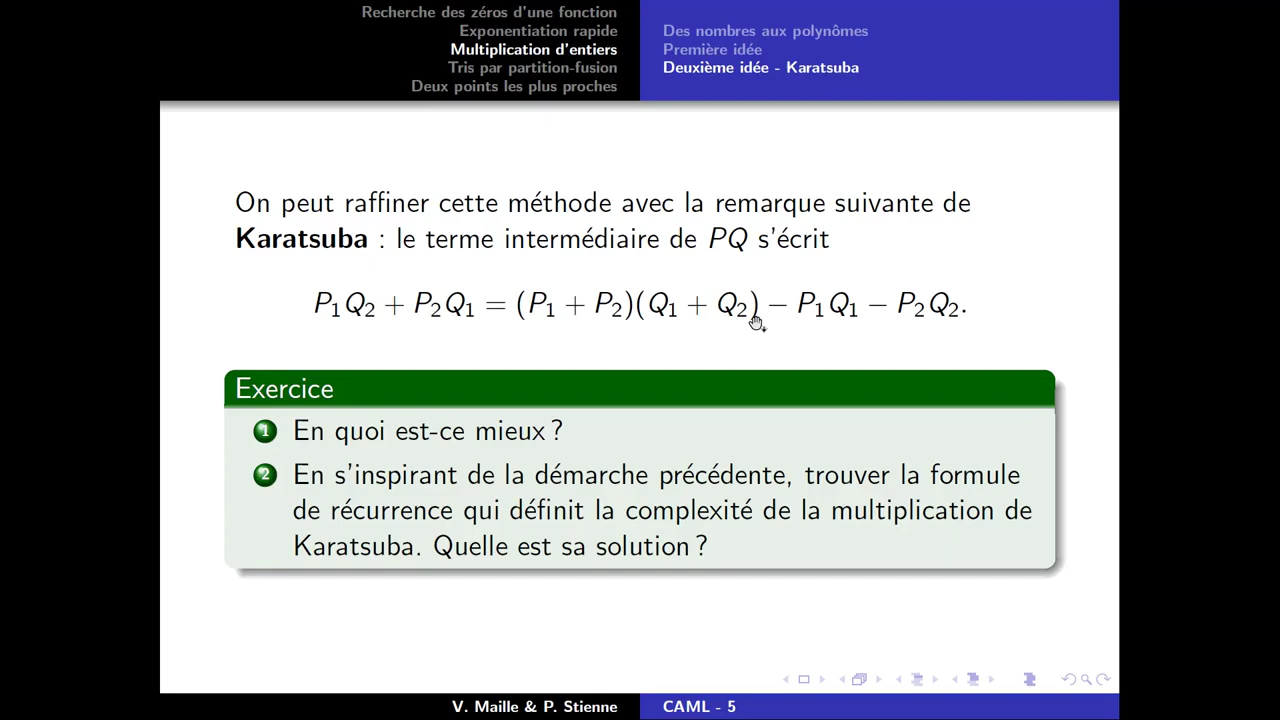 Recherche des zéros d'une fonction
Exponentiation rapide
Multiplication d'entiers
Tris par partition-fusion
Deux points les plus proches
Des nombres aux polynômes
Première idée
Deuxième idée - Karatsuba
On peut raffiner cette méthode avec la remarque suivante de
Karatsuba : le terme intermédiaire de PQ s'écrit
P₁Q₂ + P₂Q₁ = (P₁ + P₂)(Q₁ + Q₂) − P₁Q₁ − P₂Q₂.
Exercice
1 En quoi est-ce mieux ?
2 En s'inspirant de la démarche précédente, trouver la formule
de récurrence qui définit la complexité de la multiplication de
Karatsuba. Quelle est sa solution ?
V. Maille & P. Stienne
CAML - 5